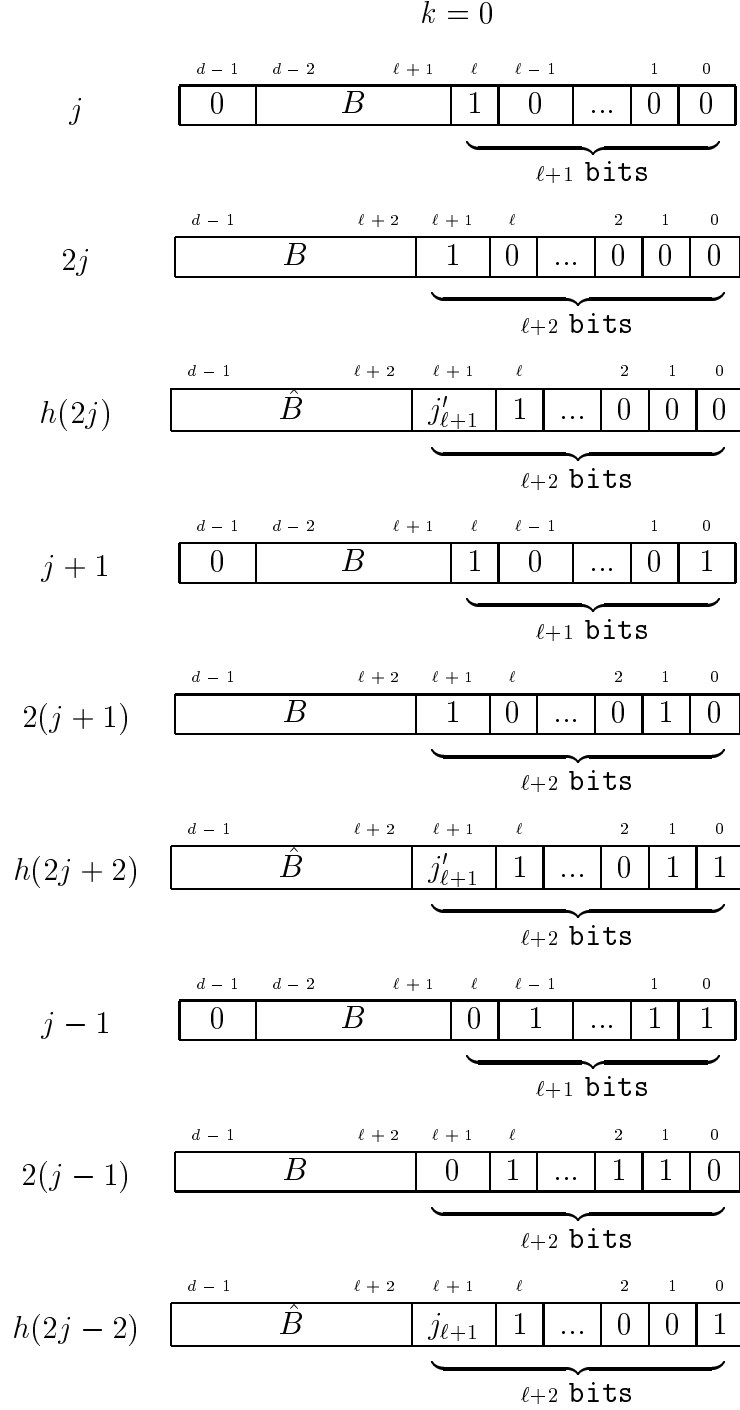 k = 0
d − 1 d − 2 ℓ + 1 ℓ ℓ − 1 1 0
j 0 B 1 0 ... 0 0
ℓ+1 bits
d − 1 ℓ + 2 ℓ + 1 ℓ 2 1 0
2j B 1 0 ... 0 0 0
ℓ+2 bits
d − 1 ℓ + 2 ℓ + 1 ℓ 2 1 0
h(2j) B̂ j′ℓ+1 1 ... 0 0 0
ℓ+2 bits
d − 1 d − 2 ℓ + 1 ℓ ℓ − 1 1 0
j + 1 0 B 1 0 ... 0 1
ℓ+1 bits
d − 1 ℓ + 2 ℓ + 1 ℓ 2 1 0
2(j + 1) B 1 0 ... 0 1 0
ℓ+2 bits
d − 1 ℓ + 2 ℓ + 1 ℓ 2 1 0
h(2j + 2) B̂ j′ℓ+1 1 ... 0 1 1
ℓ+2 bits
d − 1 d − 2 ℓ + 1 ℓ ℓ − 1 1 0
j − 1 0 B 0 1 ... 1 1
ℓ+1 bits
d − 1 ℓ + 2 ℓ + 1 ℓ 2 1 0
2(j − 1) B 0 1 ... 1 1 0
ℓ+2 bits
d − 1 ℓ + 2 ℓ + 1 ℓ 2 1 0
h(2j − 2) B̂ jℓ+1 1 ... 0 0 1
ℓ+2 bits